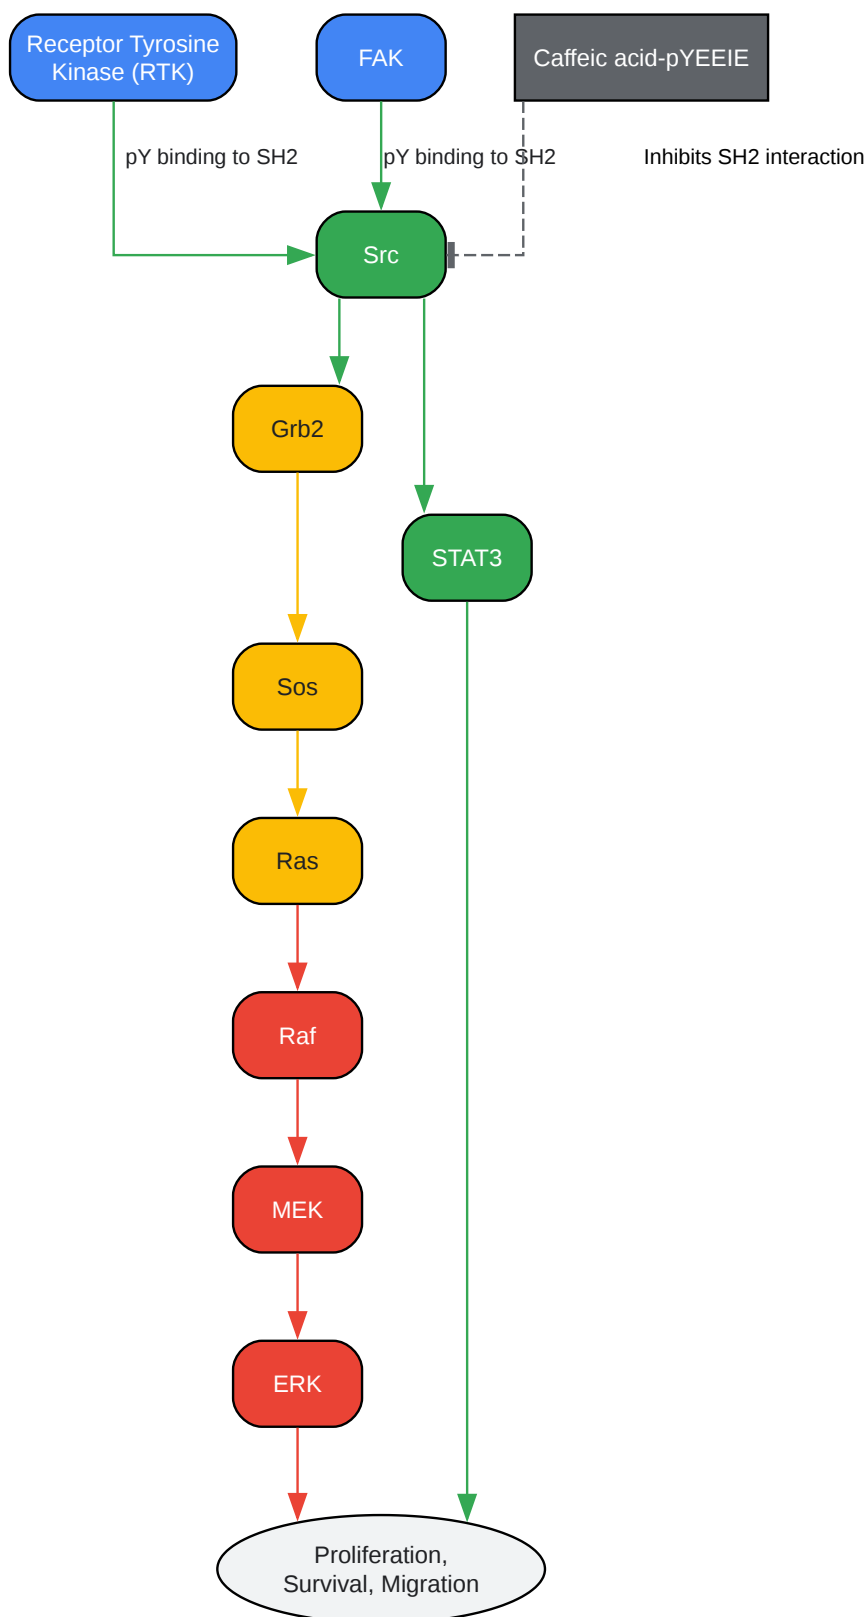 Receptor Tyrosine
Kinase (RTK)
FAK
Caffeic acid-pYEEIE
pY binding to SH2
pY binding to SH2
Inhibits SH2 interaction
Src
Grb2
STAT3
Sos
Ras
Raf
MEK
ERK
Proliferation,
Survival, Migration